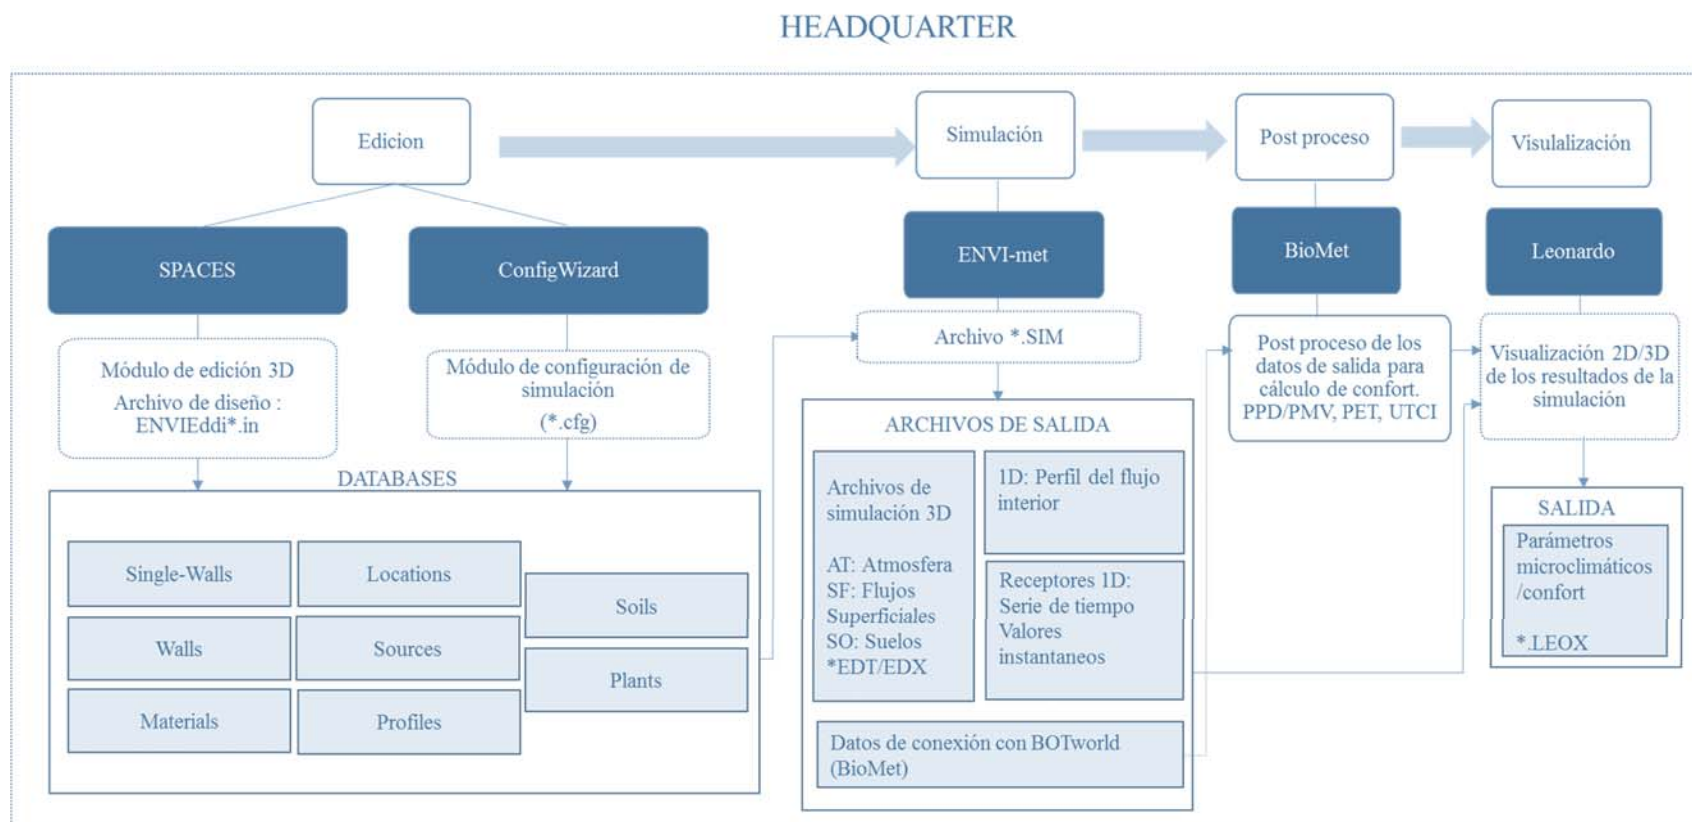 HEADQUARTER
Edicion
Simulación
Post proceso
Visulalización
SPACES
ConfigWizard
ENVI-met
BioMet
Leonardo
Módulo de edición 3D
Archivo de diseño :
ENVIEddi*.in
Módulo de configuración de
simulación
(*.cfg)
Archivo *.SIM
Post proceso de los
datos de salida para
cálculo de confort.
PPD/PMV, PET, UTCI
Visualización 2D/3D
de los resultados de la
simulación
DATABASES
Single-Walls
Walls
Materials
Locations
Sources
Profiles
Soils
Plants
ARCHIVOS DE SALIDA
Archivos de
simulación 3D
AT: Atmosfera
SF: Flujos
Superficiales
SO: Suelos
*EDT/EDX
1D: Perfil del flujo
interior
Receptores 1D:
Serie de tiempo
Valores
instantaneos
Datos de conexión con BOTworld
(BioMet)
SALIDA
Parámetros
microclimáticos
/confort
*.LEOX